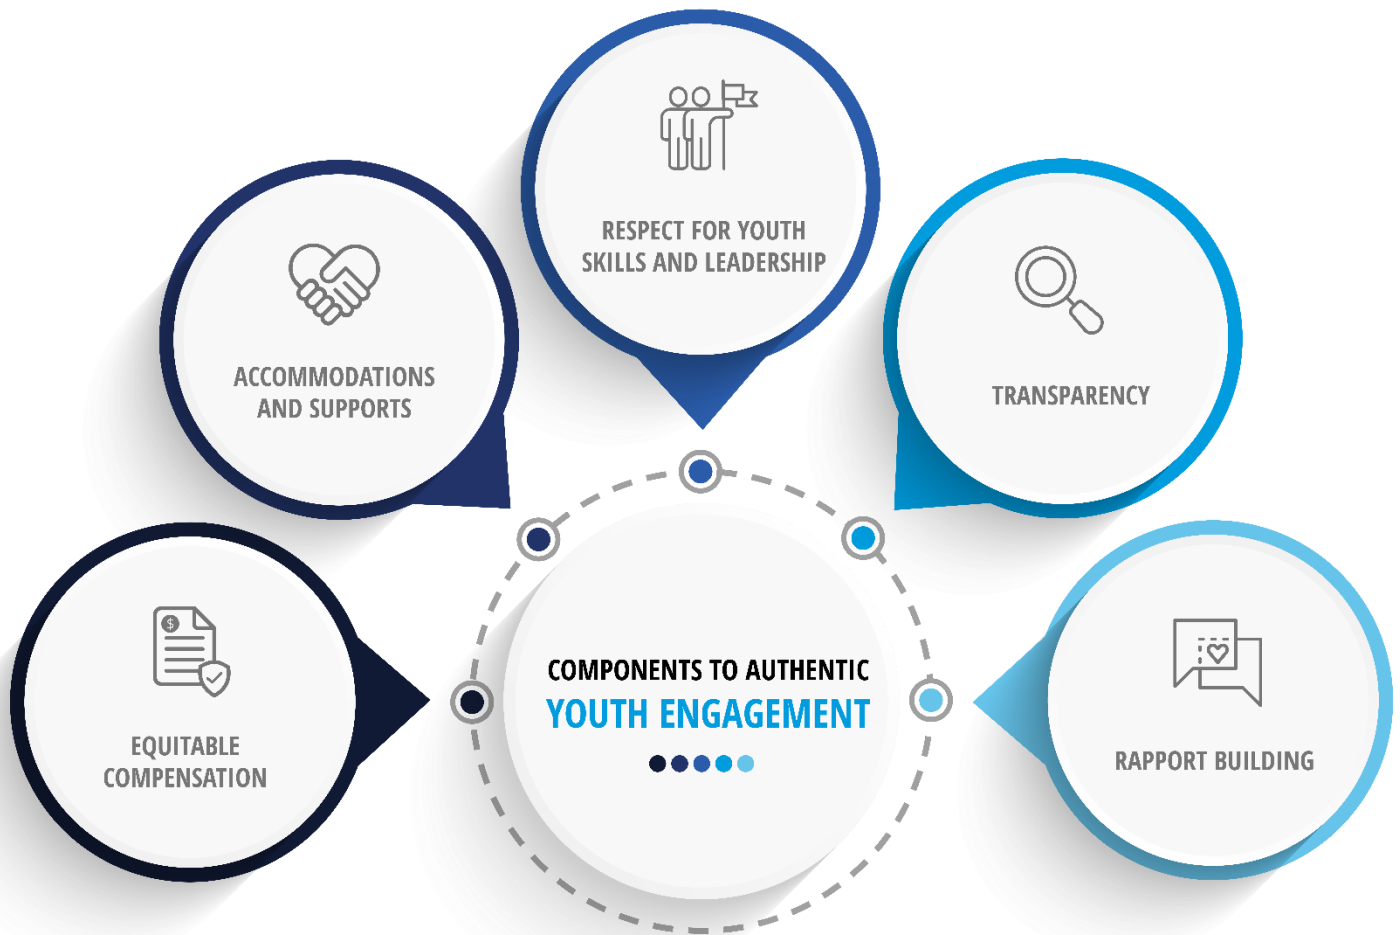 RESPECT FOR YOUTH
SKILLS AND LEADERSHIP
ACCOMMODATIONS
AND SUPPORTS
TRANSPARENCY
EQUITABLE
COMPENSATION
COMPONENTS TO AUTHENTIC
YOUTH ENGAGEMENT
RAPPORT BUILDING
$